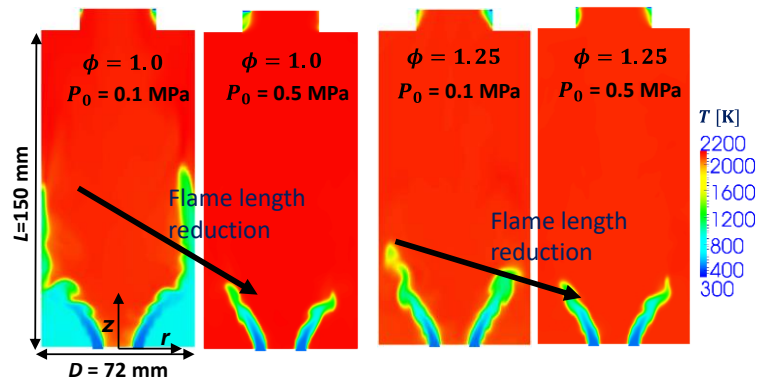 ϕ = 1.0
P₀ = 0.1 MPa
ϕ = 1.0
P₀ = 0.5 MPa
ϕ = 1.25
P₀ = 0.1 MPa
ϕ = 1.25
P₀ = 0.5 MPa
T [K]
2200
2000
1600
1200
800
400
300
L=150 mm
Flame length
reduction
Flame length
reduction
z
r
D = 72 mm